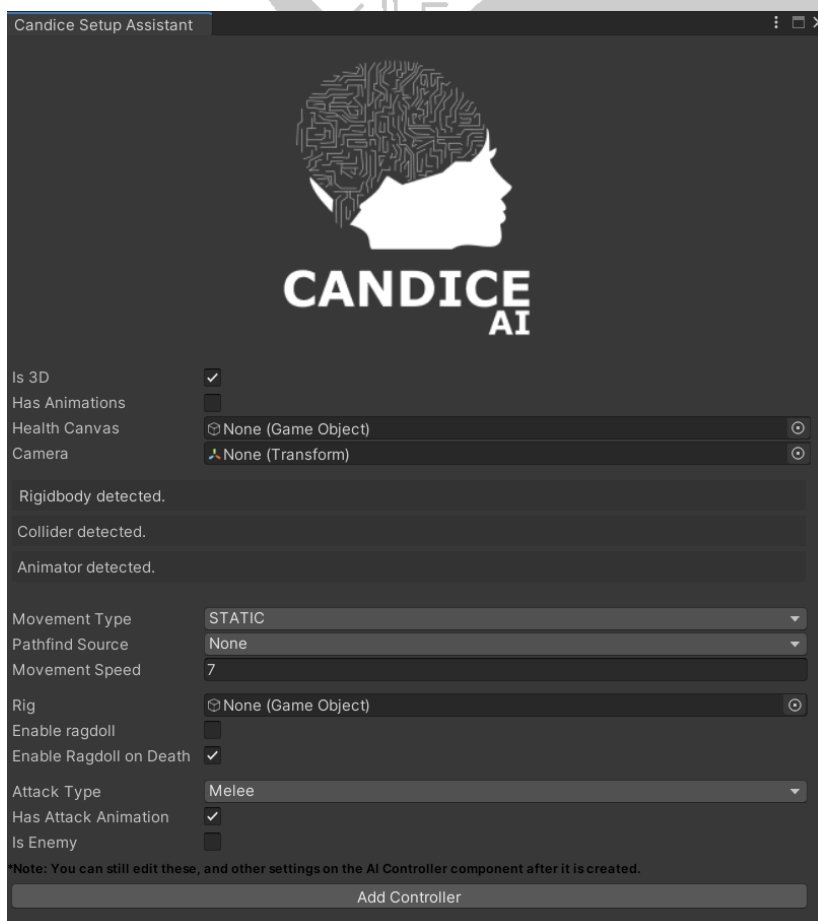 Candice Setup Assistant
CANDICE
AI
Is 3D
Has Animations
Health Canvas None (Game Object)
Camera None (Transform)
Rigidbody detected.
Collider detected.
Animator detected.
Movement Type STATIC
Pathfind Source None
Movement Speed 7
Rig None (Game Object)
Enable ragdoll
Enable Ragdoll on Death
Attack Type Melee
Has Attack Animation
Is Enemy
*Note: You can still edit these, and other settings on the AI Controller component after it is created.
Add Controller